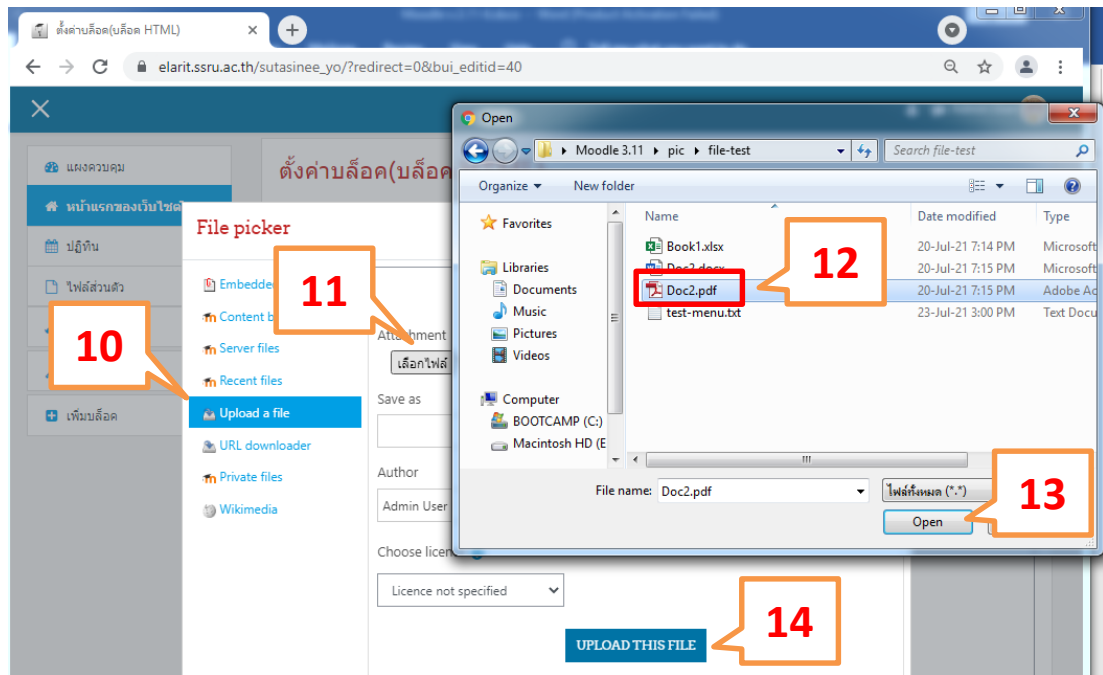 ตั้งค่าบล็อค(บล็อค HTML)
elarit.ssru.ac.th/sutasinee_yo/?redirect=0&bui_editid=40
แผงควบคุม
หน้าแรกของเว็บไซต์
ปฏิทิน
ไฟล์ส่วนตัว
เพิ่มบล็อค
ตั้งค่าบล็อค(บล็อค
File picker
Embedded
Content b
Server files
Recent files
Upload a file
URL downloader
Private files
Wikimedia
Attachment
เลือกไฟล์
Save as
Author
Admin User
Choose licen
Licence not specified
UPLOAD THIS FILE
Open
Moodle 3.11
pic
file-test
Search file-test
Organize
New folder
Favorites
Libraries
Documents
Music
Pictures
Videos
Computer
BOOTCAMP (C:)
Macintosh HD (E
Name Date modified Type
Book1.xlsx 20-Jul-21 7:14 PM Microsoft
Doc2.docx 20-Jul-21 7:15 PM Microsoft
Doc2.pdf 20-Jul-21 7:15 PM Adobe Ac
test-menu.txt 23-Jul-21 3:00 PM Text Docu
File name: Doc2.pdf
ไฟล์ทั้งหมด (*.*)
Open
10
11
12
13
14